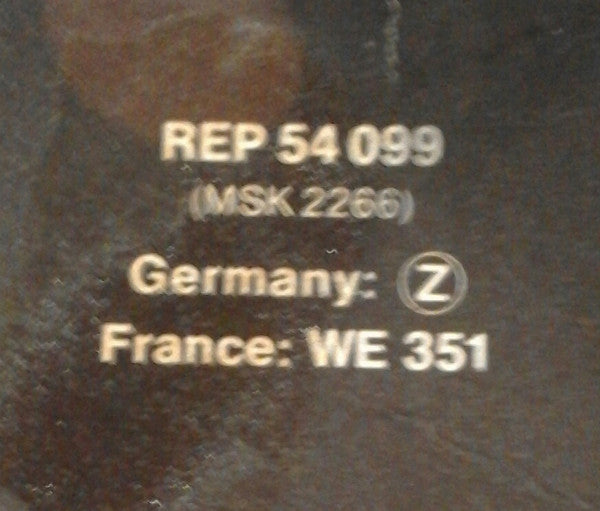 REP 54 099
(MSK 2266)
Germany: Ⓩ
France: WE 351